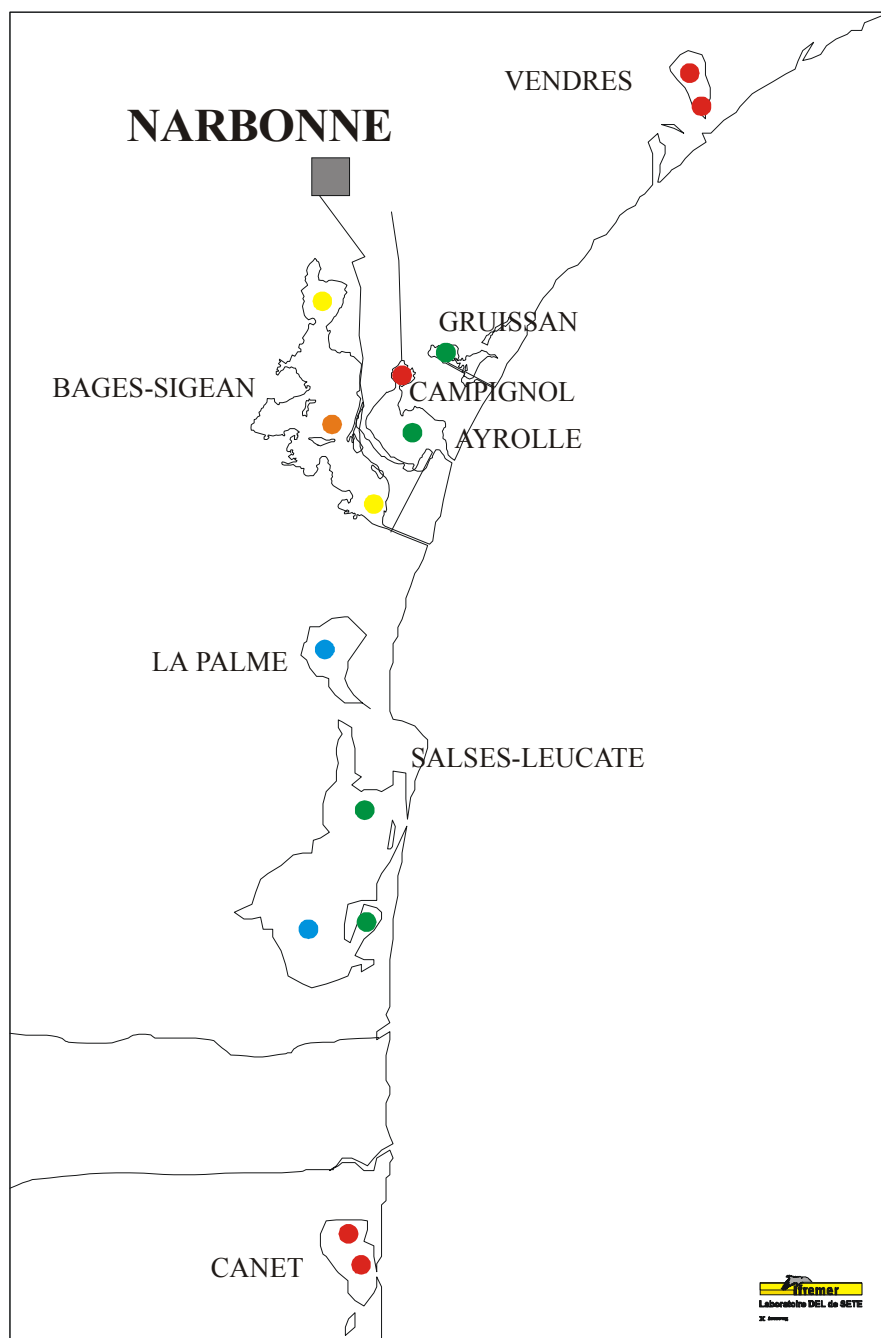 VENDRES
NARBONNE
GRUISSAN
BAGES-SIGEAN
CAMPIGNOL
AYROLLE
LA PALME
SALSES-LEUCATE
CANET
Ifremer
Laboratoire DEL de SETE